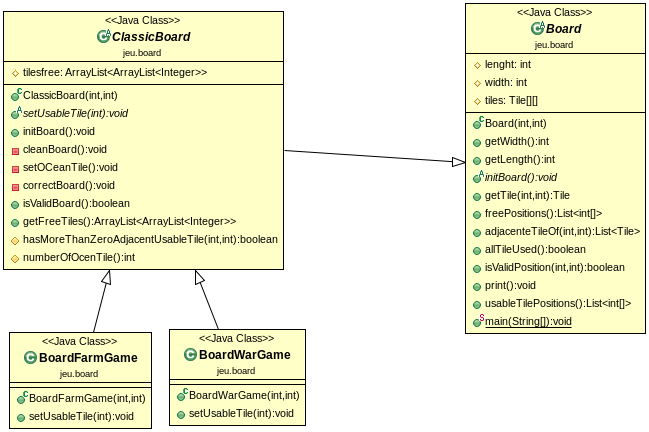 <<Java Class>>
ClassicBoard
jeu.board
tilesfree: ArrayList<ArrayList<Integer>>
ClassicBoard(int,int)
setUsableTile(int):void
initBoard():void
cleanBoard():void
setOCeanTile():void
correctBoard():void
isValidBoard():boolean
getFreeTiles():ArrayList<ArrayList<Integer>>
hasMoreThanZeroAdjacentUsableTile(int,int):boolean
numberOfOcenTile():int
<<Java Class>>
Board
jeu.board
lenght: int
width: int
tiles: Tile[][]
Board(int,int)
getWidth():int
getLength():int
initBoard():void
getTile(int,int):Tile
freePositions():List<int[]>
adjacenteTileOf(int,int):List<Tile>
allTileUsed():boolean
isValidPosition(int,int):boolean
print():void
usableTilePositions():List<int[]>
main(String[]):void
<<Java Class>>
BoardFarmGame
jeu.board
BoardFarmGame(int,int)
setUsableTile(int):void
<<Java Class>>
BoardWarGame
jeu.board
BoardWarGame(int,int)
setUsableTile(int):void